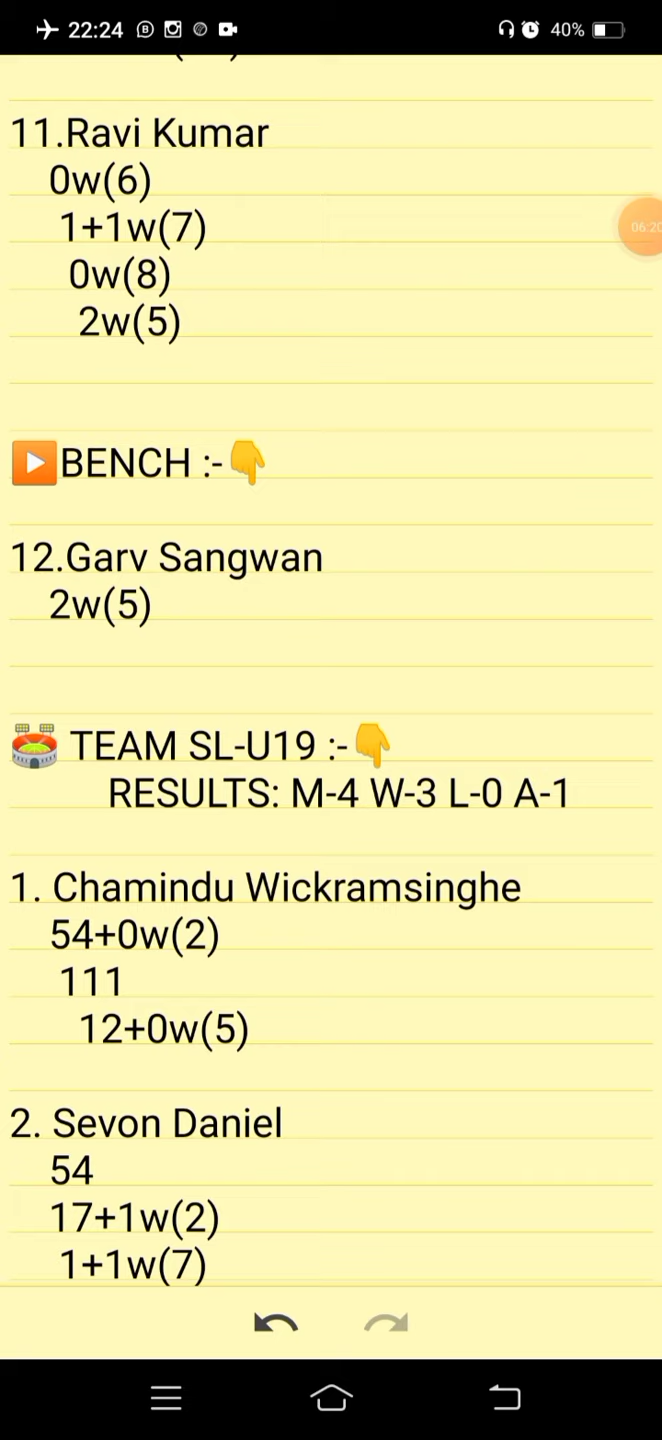 22:24
40%
11.Ravi Kumar
0w(6)
06:20
1+1w(7)
0w(8)
2w(5)
▶️BENCH :-👇
12.Garv Sangwan
2w(5)
🏟️ TEAM SL-U19 :-👇
RESULTS: M-4 W-3 L-0 A-1
1. Chamindu Wickramsinghe
54+0w(2)
111
12+0w(5)
2. Sevon Daniel
54
17+1w(2)
1+1w(7)